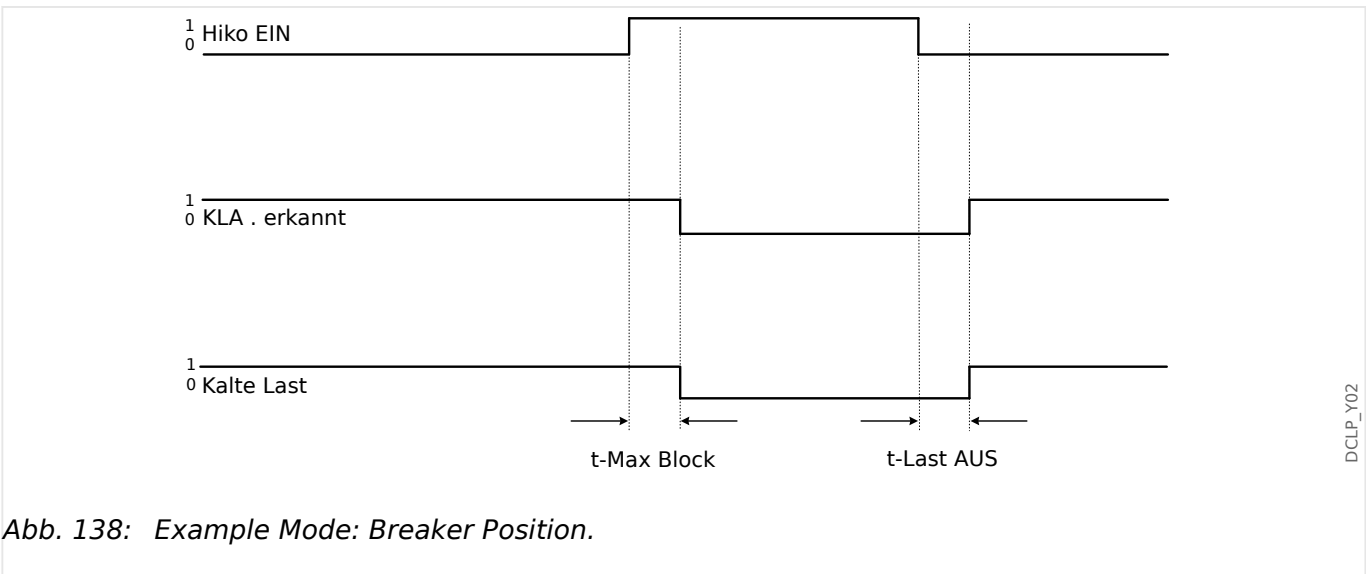 1
0 Hiko EIN
1
0 KLA . erkannt
1
0 Kalte Last
t-Max Block t-Last AUS
DCLP_Y02
Abb. 138: Example Mode: Breaker Position.